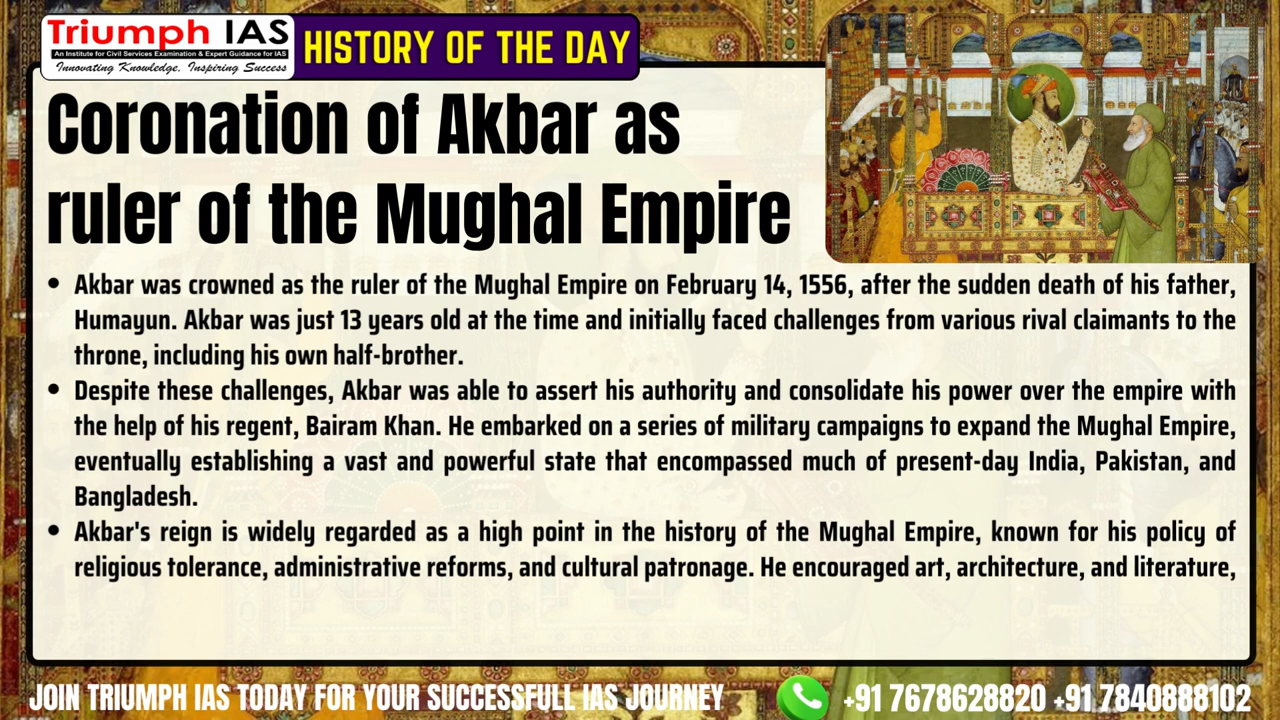 Triumph IAS
An Institute for Civil Services Examination & Expert Guidance for IAS
Innovating Knowledge, Inspiring Success
HISTORY OF THE DAY
Coronation of Akbar as
ruler of the Mughal Empire
• Akbar was crowned as the ruler of the Mughal Empire on February 14, 1556, after the sudden death of his father,
Humayun. Akbar was just 13 years old at the time and initially faced challenges from various rival claimants to the
throne, including his own half-brother.
• Despite these challenges, Akbar was able to assert his authority and consolidate his power over the empire with
the help of his regent, Bairam Khan. He embarked on a series of military campaigns to expand the Mughal Empire,
eventually establishing a vast and powerful state that encompassed much of present-day India, Pakistan, and
Bangladesh.
• Akbar's reign is widely regarded as a high point in the history of the Mughal Empire, known for his policy of
religious tolerance, administrative reforms, and cultural patronage. He encouraged art, architecture, and literature,
JOIN TRIUMPH IAS TODAY FOR YOUR SUCCESSFULL IAS JOURNEY
+91 7678628820 +91 7840888102